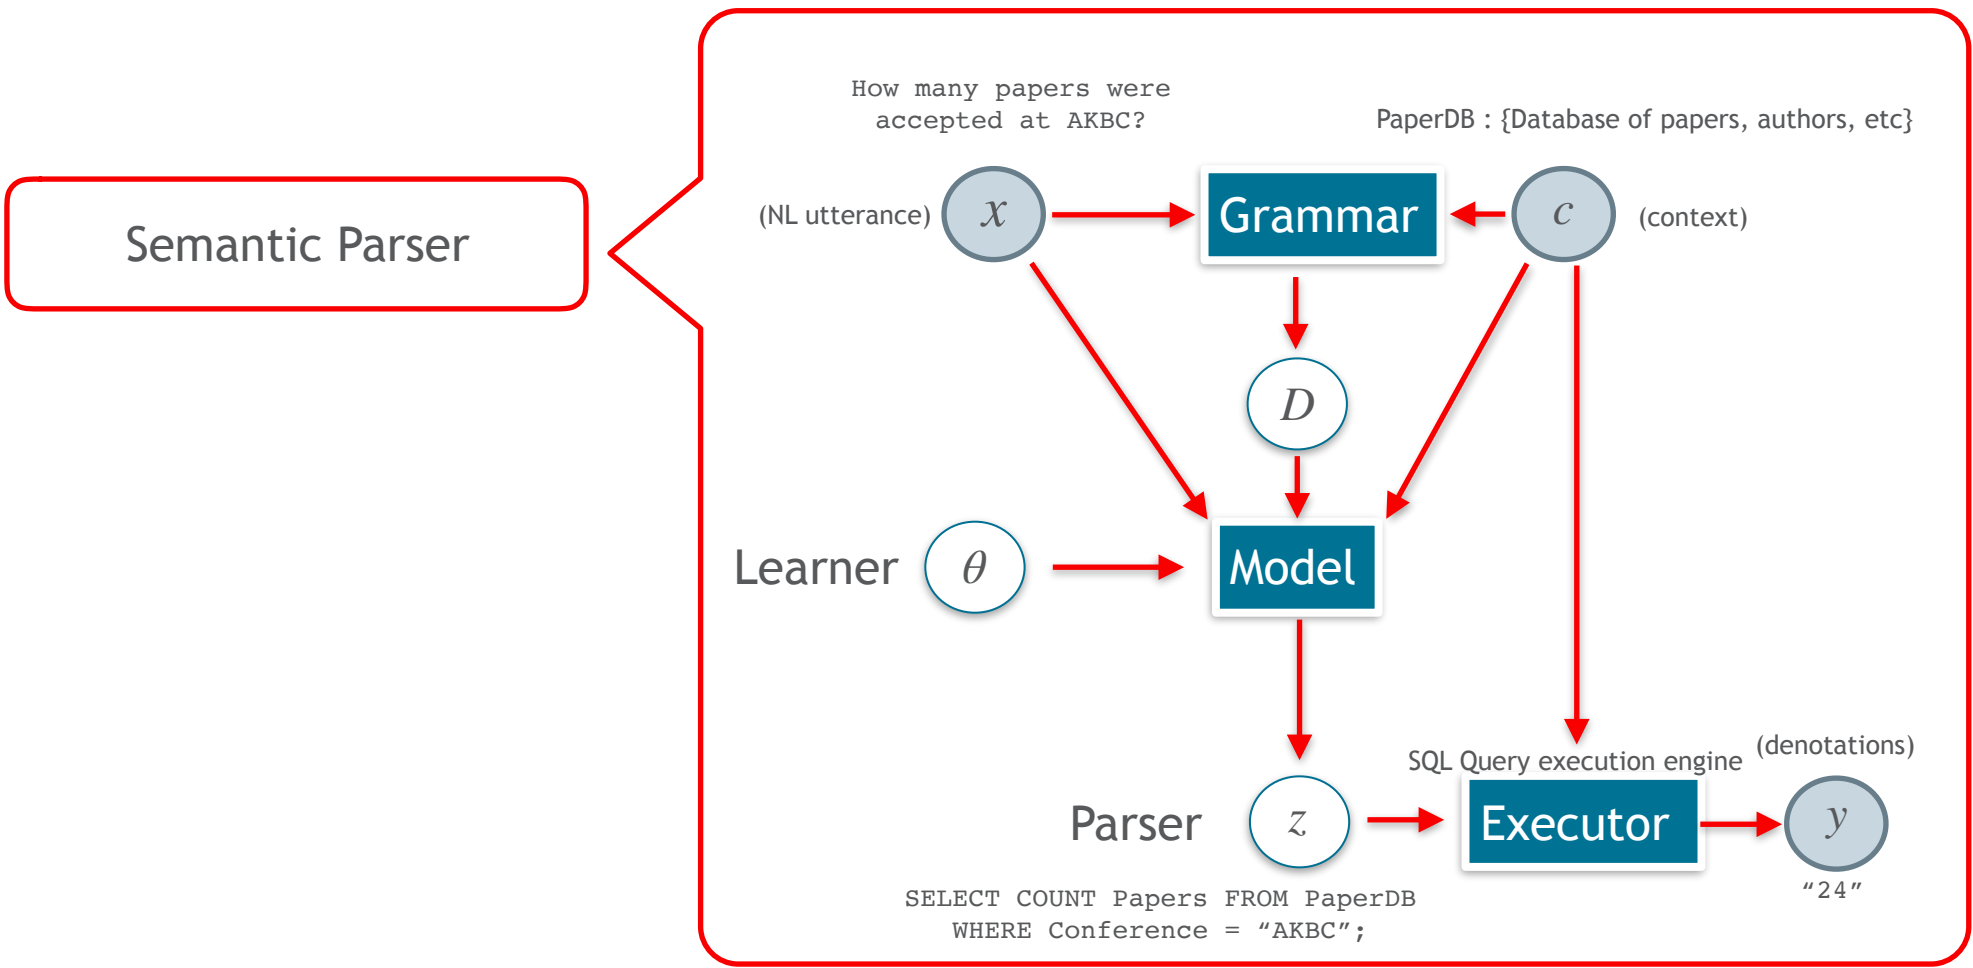 How many papers were
accepted at AKBC?
PaperDB : {Database of papers, authors, etc}
Semantic Parser
(NL utterance)
x
Grammar
c
(context)
D
Learner
θ
Model
SQL Query execution engine
(denotations)
Parser
z
Executor
y
SELECT COUNT Papers FROM PaperDB
WHERE Conference = “AKBC”;
“24”